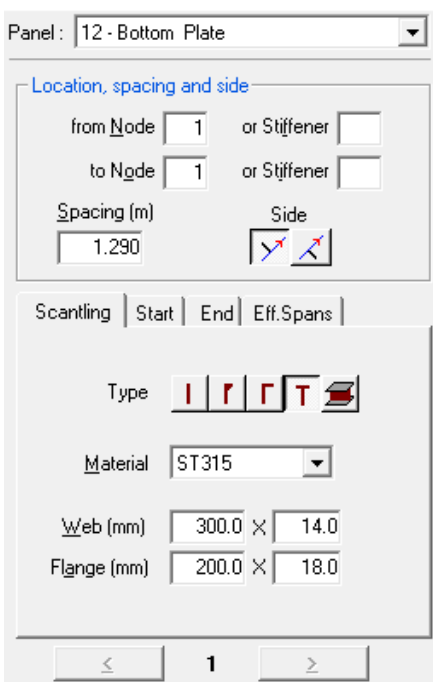 Panel : 12 - Bottom Plate
Location, spacing and side
from Node 1 or Stiffener
to Node 1 or Stiffener
Spacing (m) Side
1.290
Scantling Start End Eff.Spans
Type T
Material ST315
Web (mm) 300.0 X 14.0
Flange (mm) 200.0 X 18.0
< 1 >